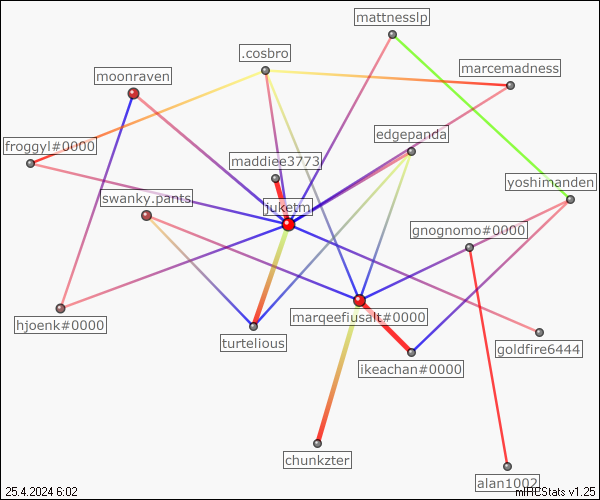 mattnesslp
.cosbro
marcemadness
moonraven
edgepanda
froggyl#0000
maddiee3773
yoshimanden
swanky.pants
juketm
gnognomo#0000
marqeefiusalt#0000
hjoenk#0000
turtelious
goldfire6444
ikeachan#0000
chunkzter
alan1002
25.4.2024 6:02
mIHCStats v1.25